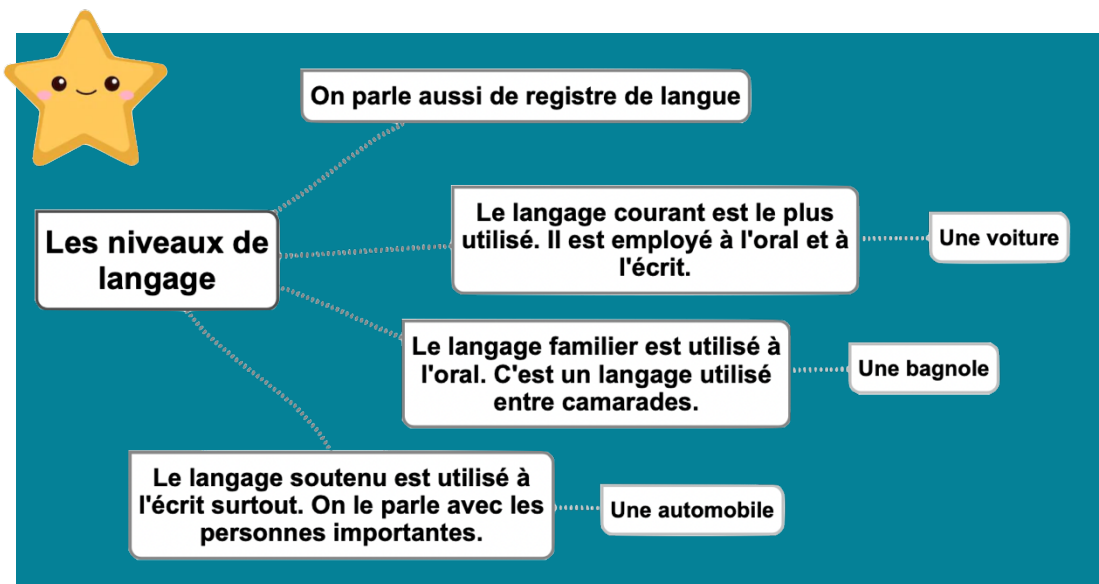 On parle aussi de registre de langue
Les niveaux de
langage
Le langage courant est le plus
utilisé. Il est employé à l'oral et à
l'écrit.
Une voiture
Le langage familier est utilisé à
l'oral. C'est un langage utilisé
entre camarades.
Une bagnole
Le langage soutenu est utilisé à
l'écrit surtout. On le parle avec les
personnes importantes.
Une automobile